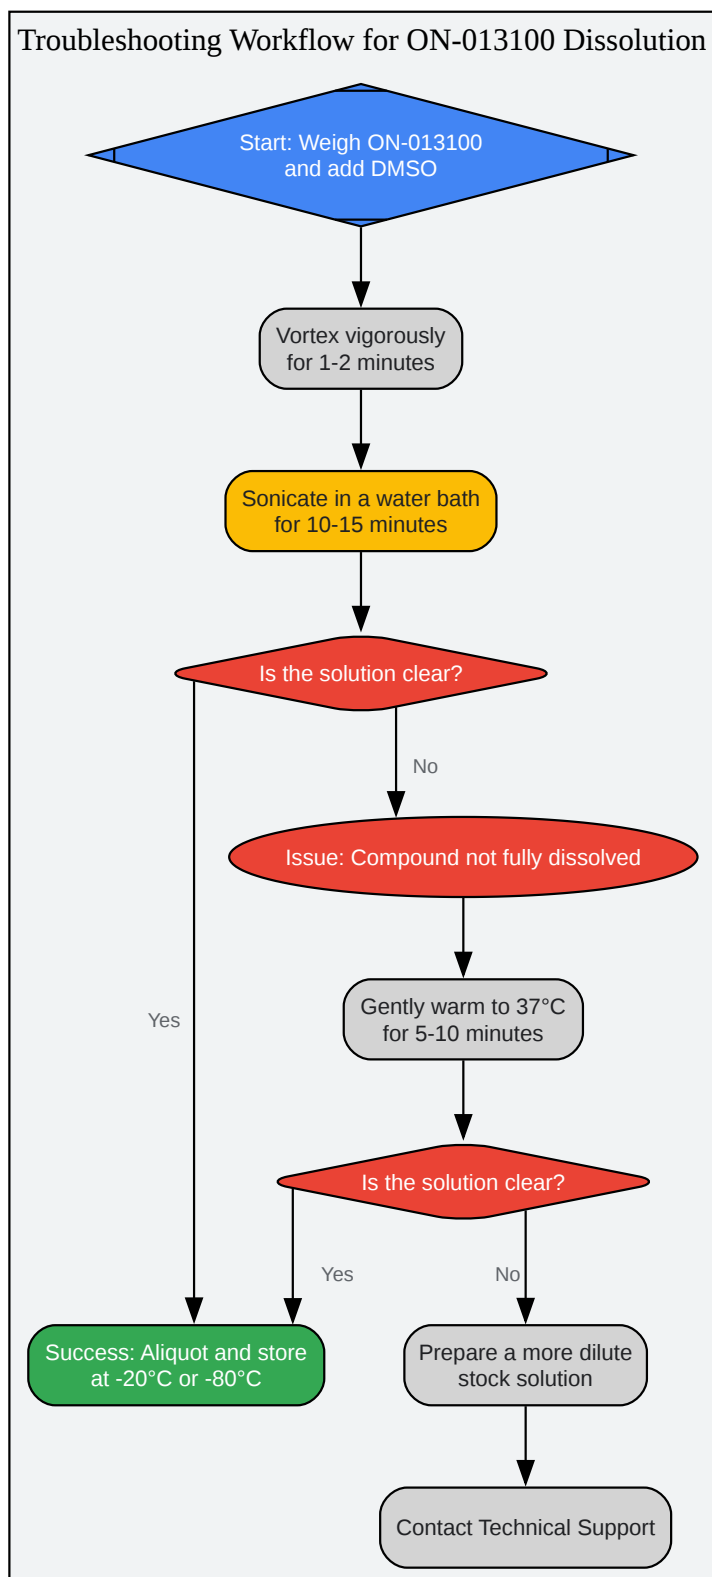 Troubleshooting Workflow for ON-013100 Dissolution
Start: Weigh ON-013100
and add DMSO
Vortex vigorously
for 1-2 minutes
Sonicate in a water bath
for 10-15 minutes
Is the solution clear?
No
Issue: Compound not fully dissolved
Gently warm to 37°C
for 5-10 minutes
Yes
Is the solution clear?
Yes
No
Success: Aliquot and store
at -20°C or -80°C
Prepare a more dilute
stock solution
Contact Technical Support